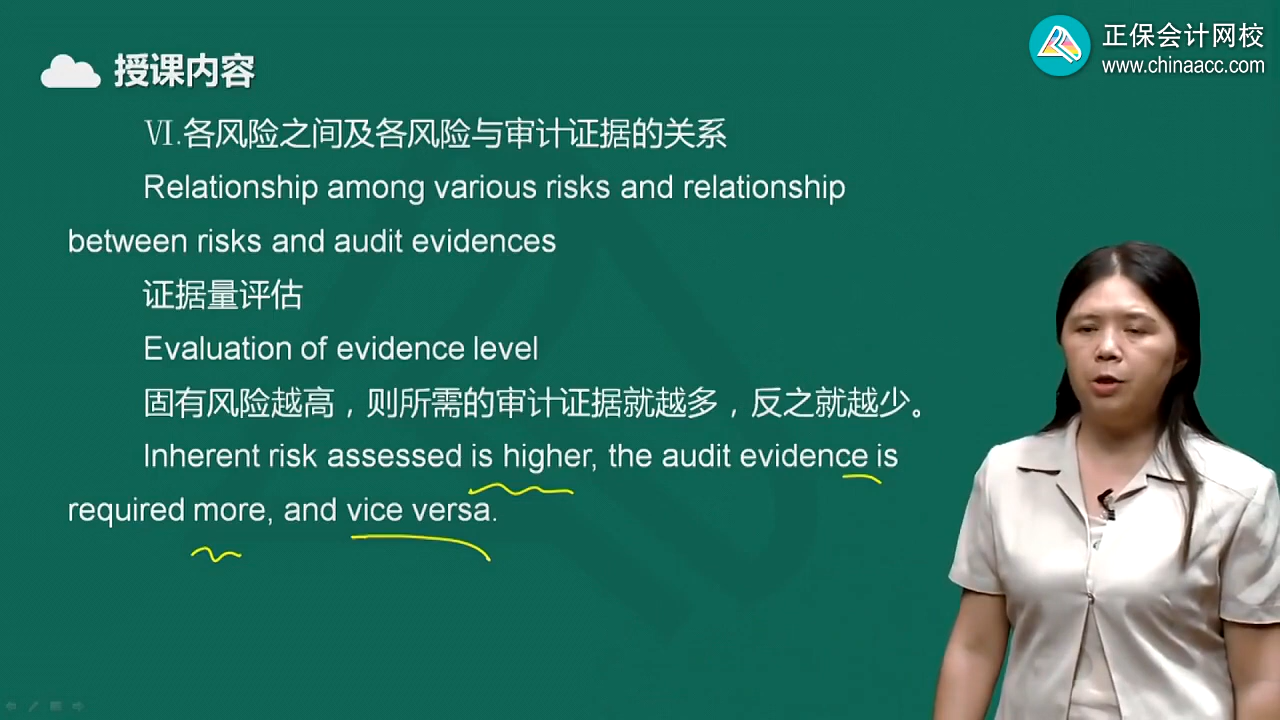 正保会计网校
www.chinaacc.com
授课内容
Ⅵ.各风险之间及各风险与审计证据的关系
Relationship among various risks and relationship
between risks and audit evidences
证据量评估
Evaluation of evidence level
固有风险越高，则所需的审计证据就越多，反之就越少。
Inherent risk assessed is higher, the audit evidence is
required more, and vice versa.